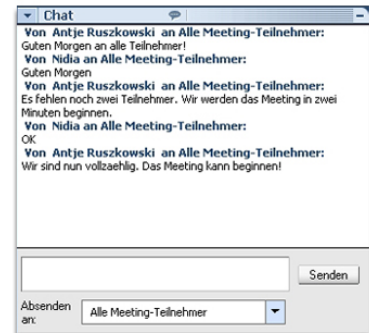 Chat
Von Antje Ruszkowski an Alle Meeting-Teilnehmer:
Guten Morgen an alle Teilnehmer!
Von Nidia an Alle Meeting-Teilnehmer:
Guten Morgen
Von Antje Ruszkowski an Alle Meeting-Teilnehmer:
Es fehlen noch zwei Teilnehmer. Wir werden das Meeting in zwei
Minuten beginnen.
Von Nidia an Alle Meeting-Teilnehmer:
OK
Von Antje Ruszkowski an Alle Meeting-Teilnehmer:
Wir sind nun vollzaehlig. Das Meeting kann beginnen!
Senden
Absenden
an:
Alle Meeting-Teilnehmer